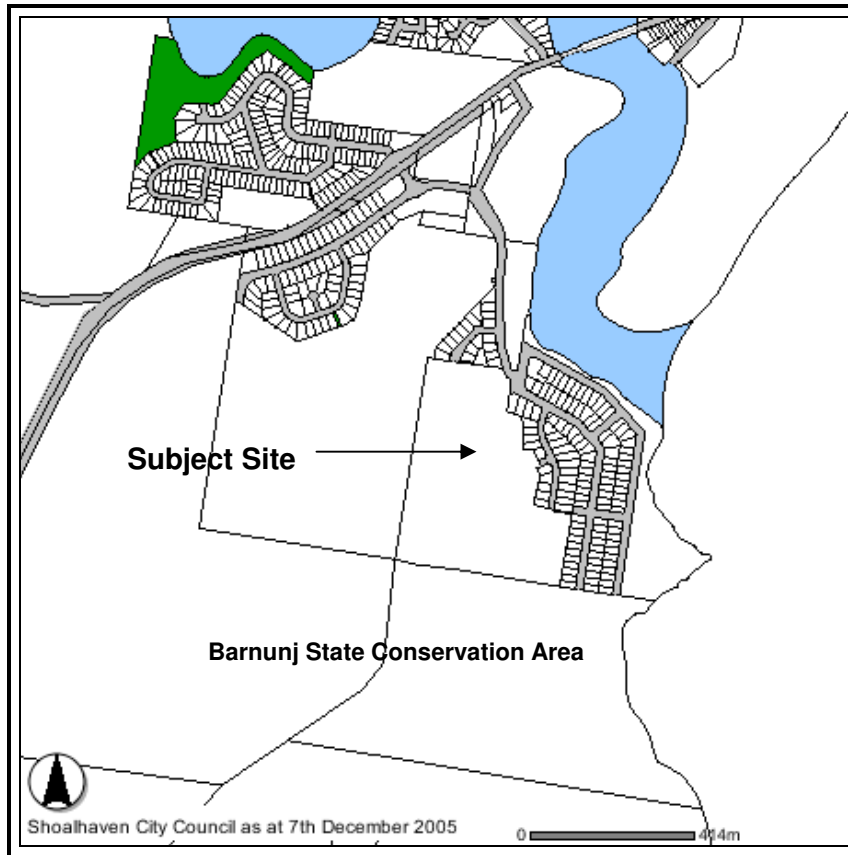 Subject Site
Barnunj State Conservation Area
Shoalhaven City Council as at 7th December 2005
0 414m